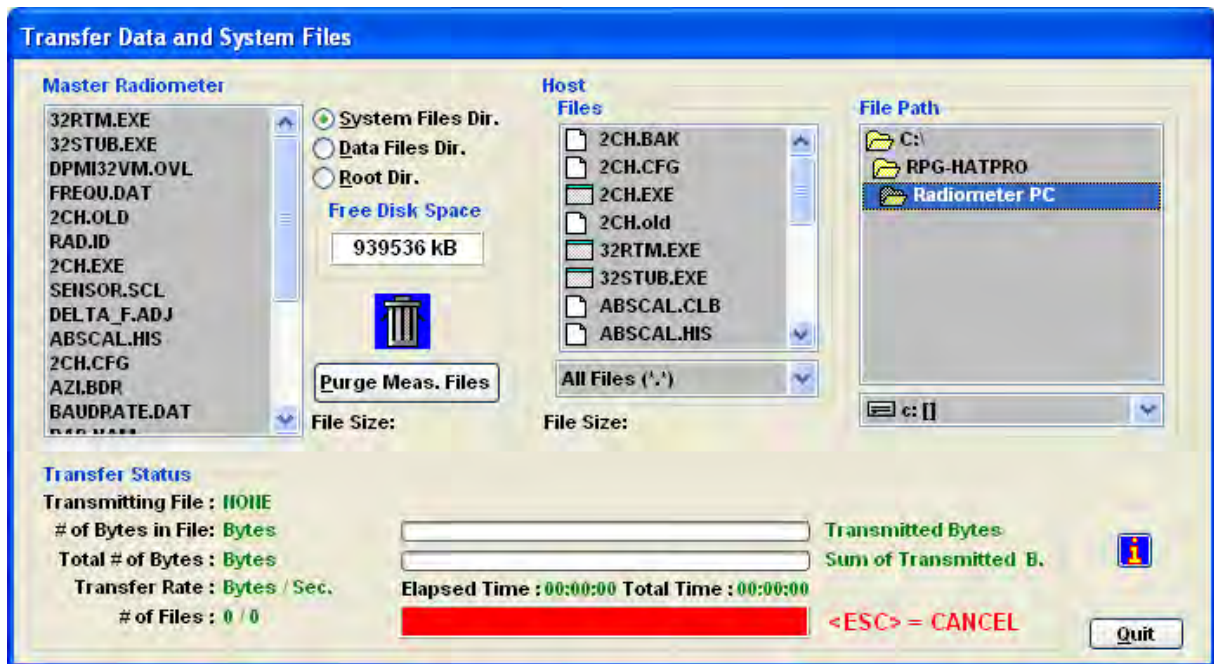 Transfer Data and System Files
Master Radiometer
32RTM.EXE
32STUB.EXE
DPMI32VM.OVL
FREQU.DAT
2CH.OLD
RAD.ID
2CH.EXE
SENSOR.SCL
DELTA_F.ADJ
ABSCAL.HIS
2CH.CFG
AZI.BDR
BAUDRATE.DAT
System Files Dir.
Data Files Dir.
Root Dir.
Free Disk Space
939536 kB
Purge Meas. Files
File Size:
Host
Files
2CH.BAK
2CH.CFG
2CH.EXE
2CH.old
32RTM.EXE
32STUB.EXE
ABSCAL.CLB
ABSCAL.HIS
All Files ('.')
File Size:
File Path
C:\
RPG-HATPRO
Radiometer PC
c: []
Transfer Status
Transmitting File : NONE
# of Bytes in File: Bytes
Transmitted Bytes
Total # of Bytes : Bytes
Sum of Transmitted B.
Transfer Rate : Bytes / Sec.
Elapsed Time : 00:00:00 Total Time : 00:00:00
# of Files : 0 / 0
<ESC> = CANCEL
i
Quit